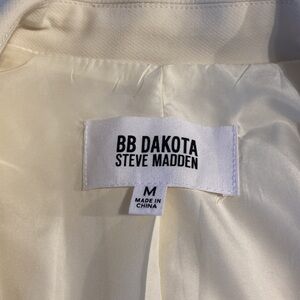 BB DAKOTA
STEVE MADDEN
M
MADE IN
CHINA